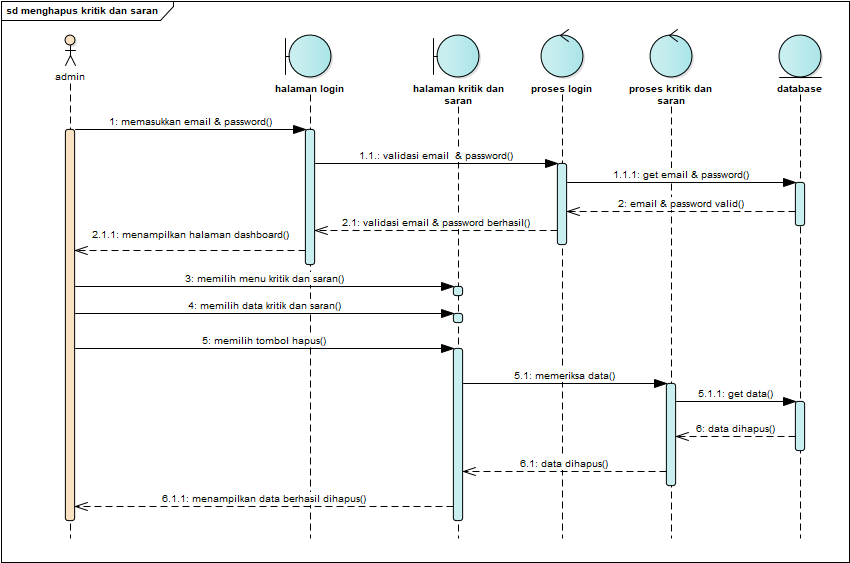 sd menghapus kritik dan saran
admin
halaman login
halaman kritik dan
saran
proses login
proses kritik dan
saran
database
1: memasukkan email & password()
1.1.: validasi email & password()
1.1.1: get email & password()
2: email & password valid()
2.1: validasi email & password berhasil()
2.1.1: menampilkan halaman dashboard()
3: memilih menu kritik dan saran()
4: memilih data kritik dan saran()
5: memilih tombol hapus()
5.1: memeriksa data()
5.1.1: get data()
6: data dihapus()
6.1: data dihapus()
6.1.1: menampilkan data berhasil dihapus()